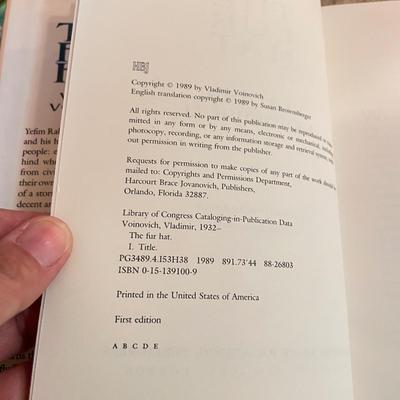 HBJ
Copyright © 1989 by Vladimir Voinovich
English translation copyright © 1989 by Susan Brownsberger
All rights reserved. No part of this publication may be reproduced or
mitted in any form or by any means, electronic or mechanical,
photocopy, recording, or any information storage and retrieval system,
out permission in writing from the publisher.
Requests for permission to make copies of any part of the work should
mailed to: Copyrights and Permissions Department,
Harcourt Brace Jovanovich, Publishers,
Orlando, Florida 32887.
Library of Congress Cataloging-in-Publication Data
Voinovich, Vladimir, 1932–
The fur hat.
I. Title.
PG3489.4.I53H38 1989 891.73'44 88-26803
ISBN 0-15-139100-9
Printed in the United States of America
First edition
A B C D E
Yefim Ra
and his h
people: e
hind who
from civi
their own
of a stor
decent ar